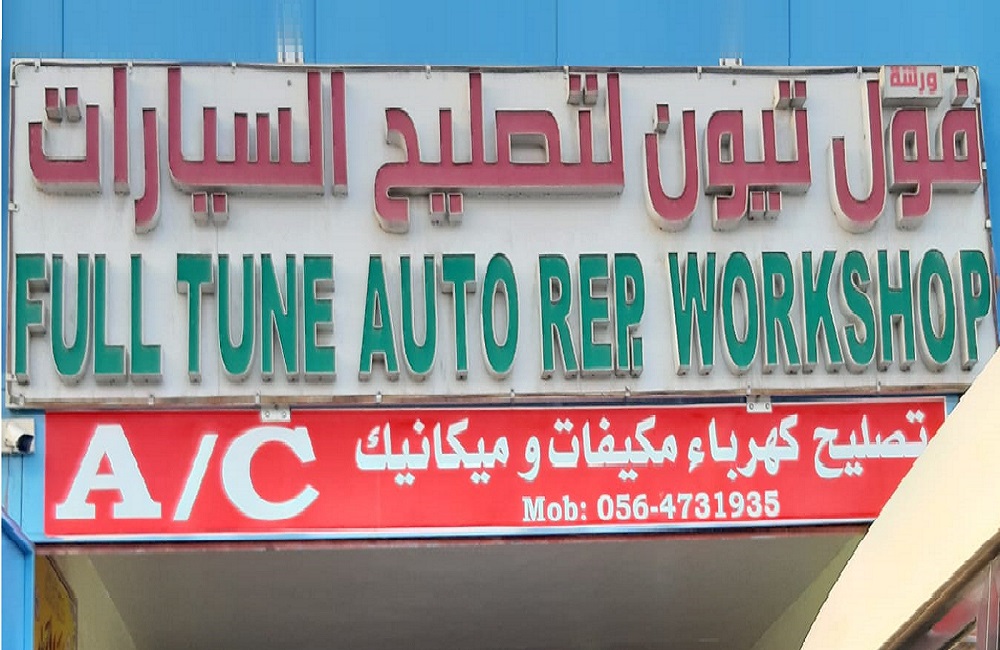 ورشة
فول تيون لتصليح السيارات
FULL TUNE AUTO REP. WORKSHOP
A/C
تصليح كهرباء مكيفات و ميكانيك
Mob: 056-4731935